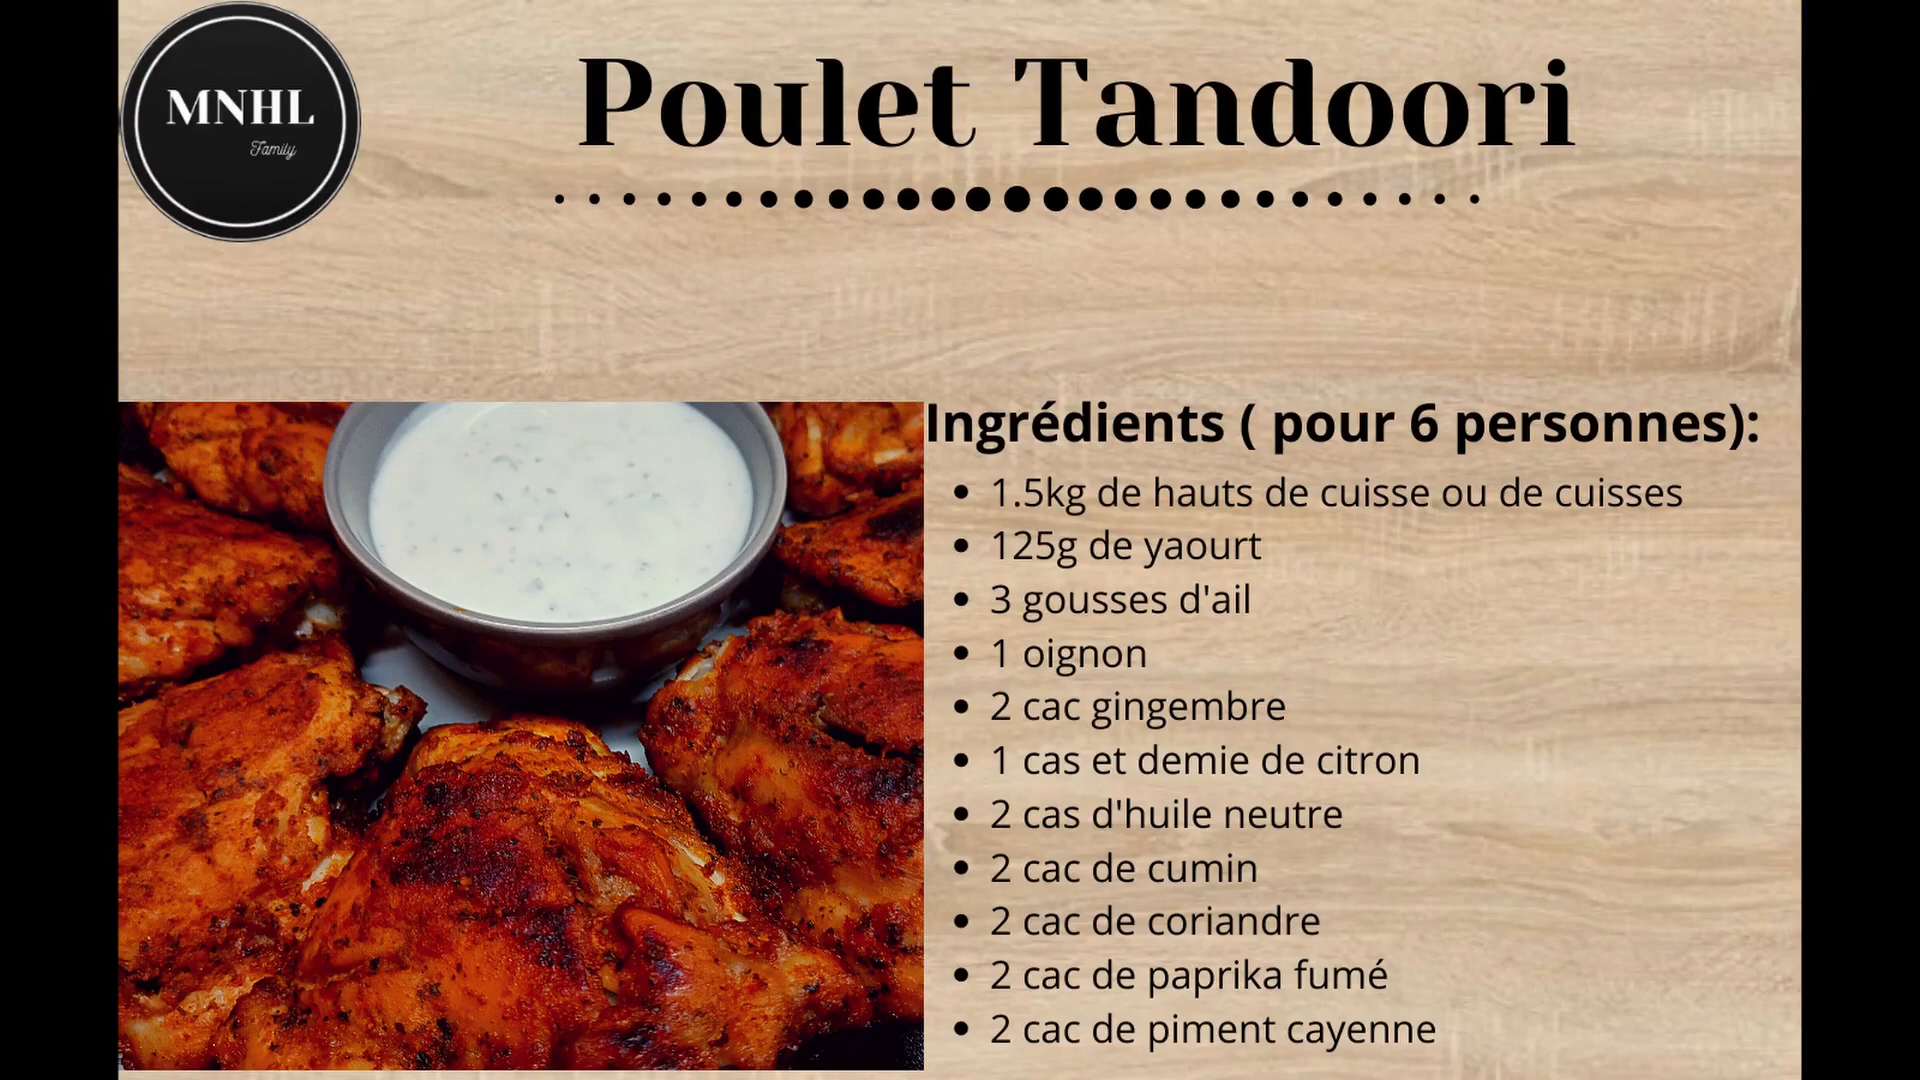 MNHL
Family
Poulet Tandoori
Ingrédients ( pour 6 personnes):
1.5kg de hauts de cuisse ou de cuisses
125g de yaourt
3 gousses d'ail
1 oignon
2 cac gingembre
1 cas et demie de citron
2 cas d'huile neutre
2 cac de cumin
2 cac de coriandre
2 cac de paprika fumé
2 cac de piment cayenne